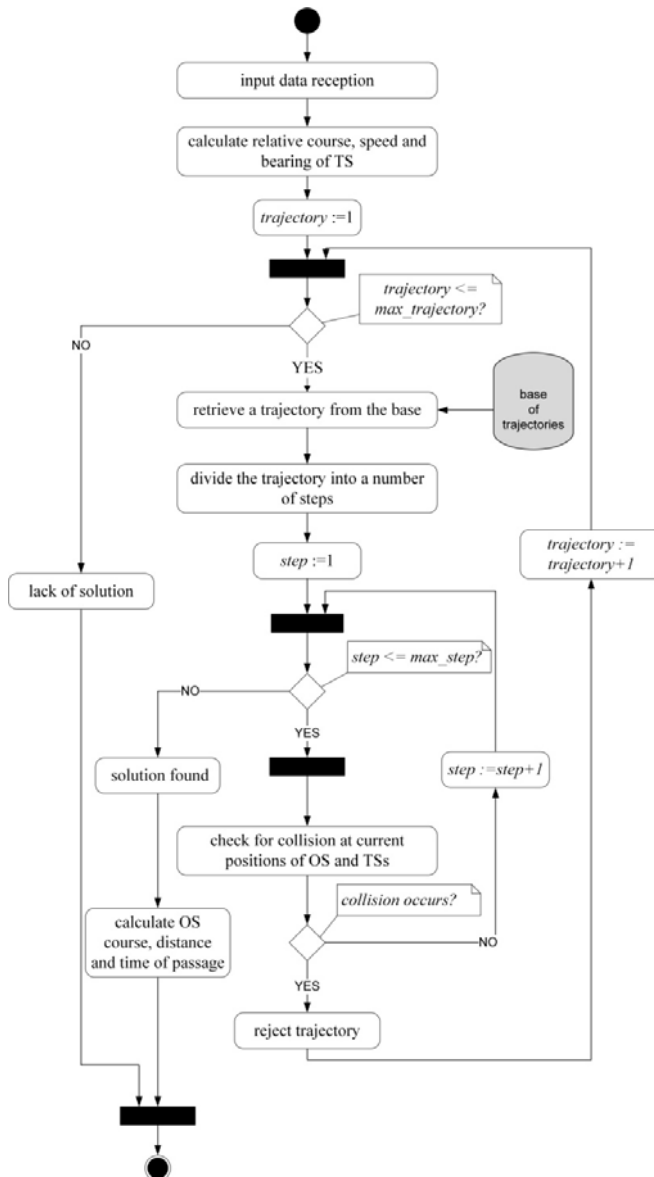 input data reception
calculate relative course, speed and
bearing of TS
trajectory :=1
trajectory <=
max_trajectory?
NO
YES
retrieve a trajectory from the base
base
of
trajectories
divide the trajectory into a number
of steps
step :=1
trajectory :=
trajectory+1
lack of solution
step <= max_step?
NO
YES
solution found
step :=step+1
check for collision at current
positions of OS and TSs
collision occurs?
calculate OS
course, distance
and time of passage
NO
YES
reject trajectory